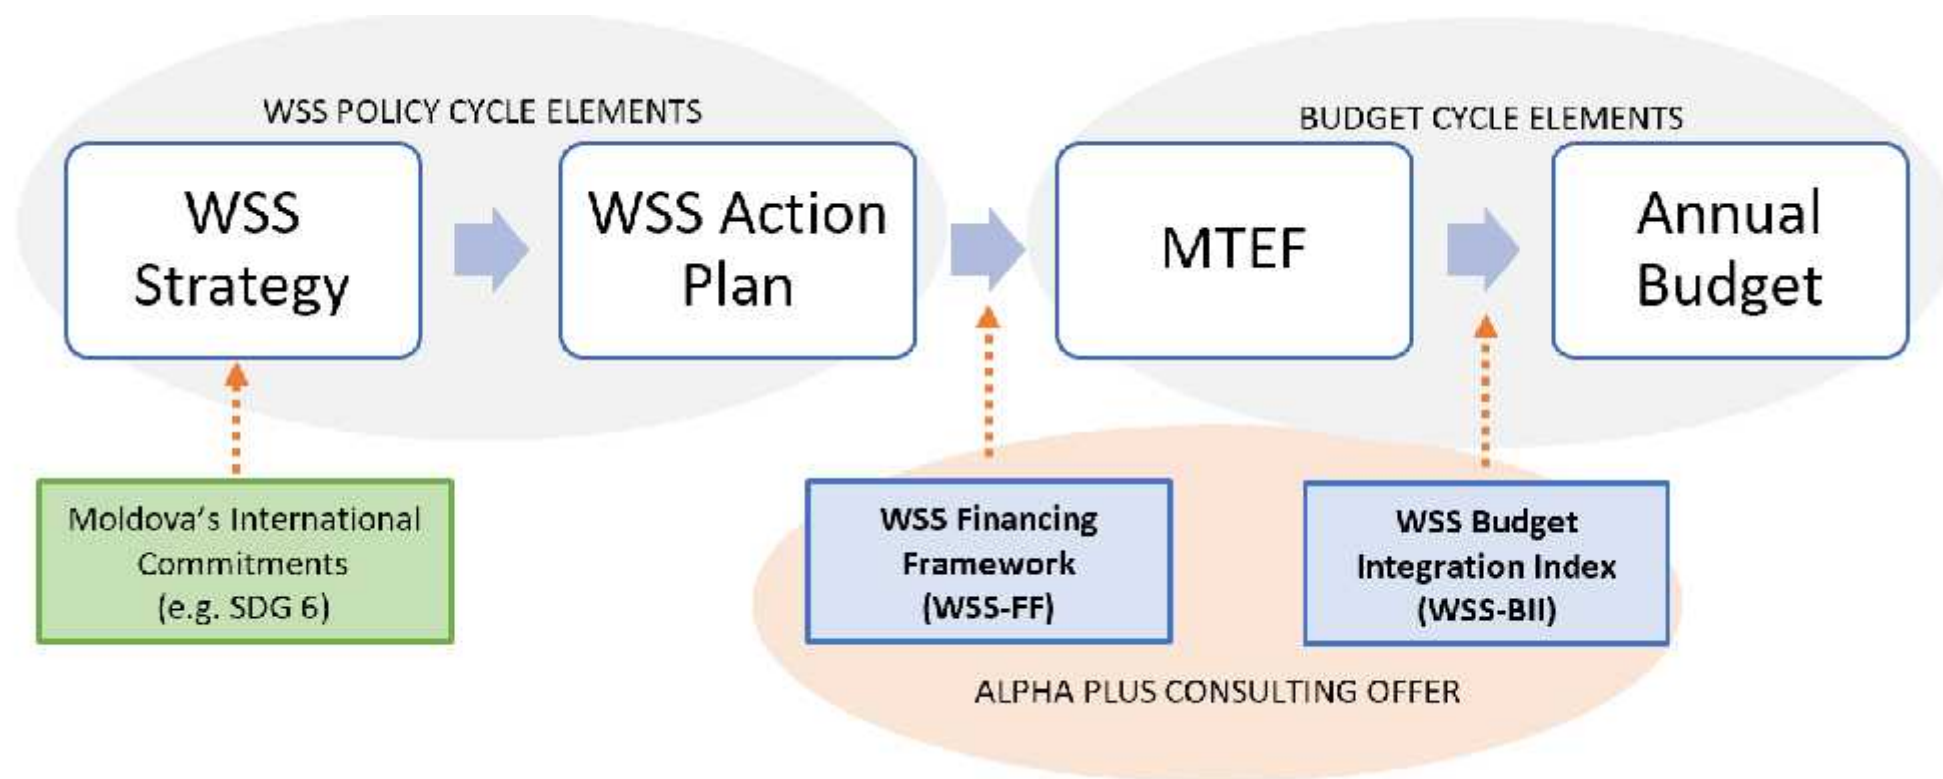 WSS POLICY CYCLE ELEMENTS
WSS
Strategy
WSS Action
Plan
BUDGET CYCLE ELEMENTS
MTEF
Annual
Budget
Moldova's International
Commitments
(e.g. SDG 6)
WSS Financing
Framework
(WSS-FF)
WSS Budget
Integration Index
(WSS-BII)
ALPHA PLUS CONSULTING OFFER